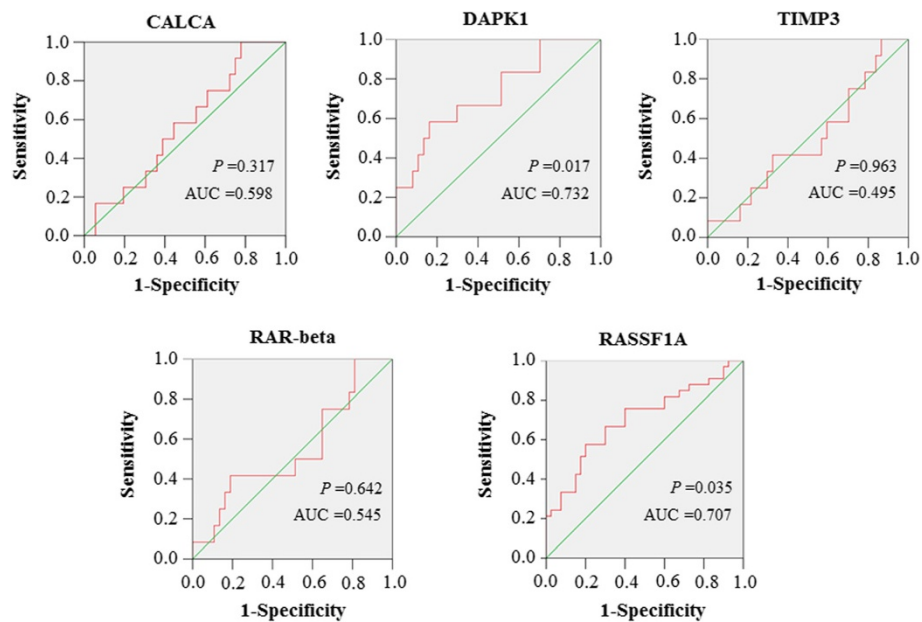 CALCA
Sensitivity
1.0
0.8
0.6
0.4
0.2
0.0
P =0.317
AUC =0.598
0.0 0.2 0.4 0.6 0.8 1.0
1-Specificity
DAPK1
Sensitivity
1.0
0.8
0.6
0.4
0.2
0.0
P =0.017
AUC =0.732
0.0 0.2 0.4 0.6 0.8 1.0
1-Specificity
TIMP3
Sensitivity
1.0
0.8
0.6
0.4
0.2
0.0
P =0.963
AUC =0.495
0.0 0.2 0.4 0.6 0.8 1.0
1-Specificity
RAR-beta
Sensitivity
1.0
0.8
0.6
0.4
0.2
0.0
P =0.642
AUC =0.545
0.0 0.2 0.4 0.6 0.8 1.0
1-Specificity
RASSF1A
Sensitivity
1.0
0.8
0.6
0.4
0.2
0.0
P =0.035
AUC =0.707
0.0 0.2 0.4 0.6 0.8 1.0
1-Specificity